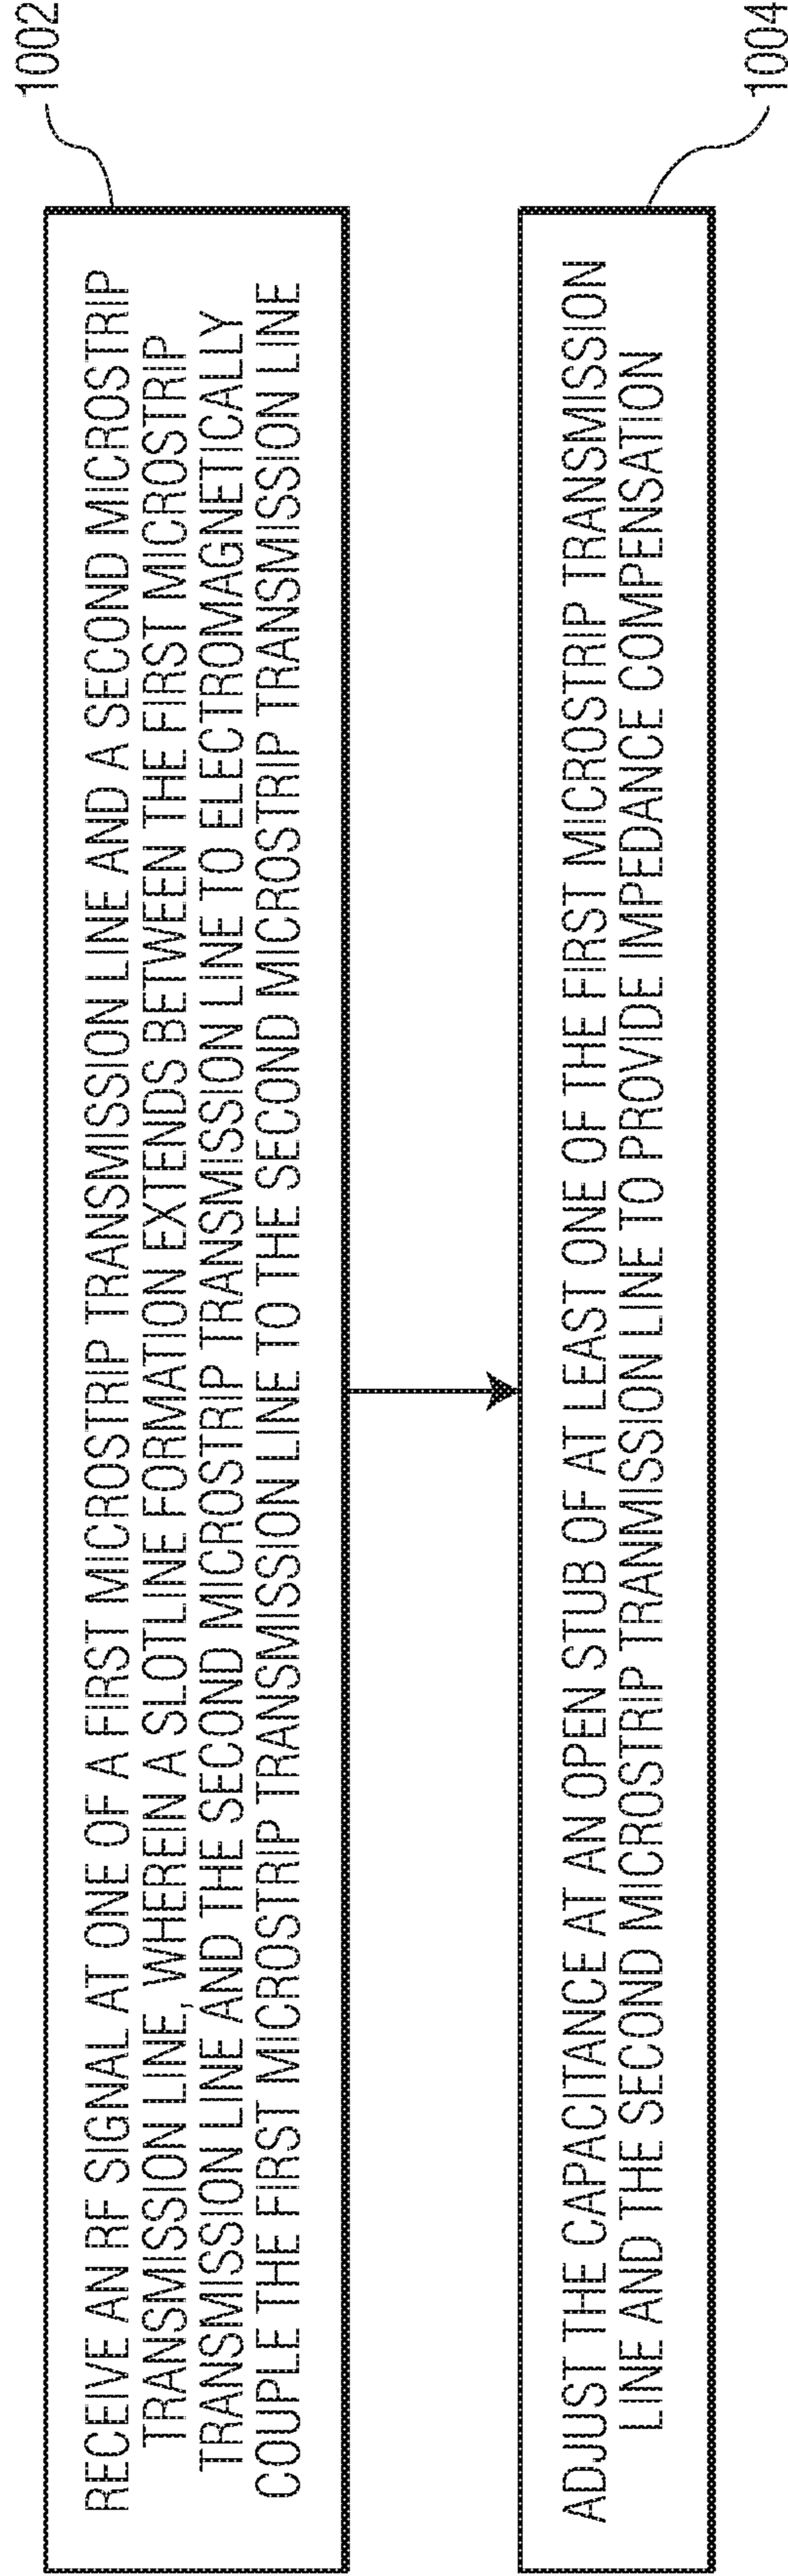 RECEIVE AN RF SIGNAL AT ONE OF A FIRST MICROSTRIP TRANSMISSION LINE AND A SECOND MICROSTRIP
TRANSMISSION LINE, WHEREIN A SLOTLINE FORMATION EXTENDS BETWEEN THE FIRST MICROSTRIP
TRANSMISSION LINE AND THE SECOND MICROSTRIP TRANSMISSION LINE TO ELECTROMAGNETICALLY
COUPLE THE FIRST MICROSTRIP TRANSMISSION LINE TO THE SECOND MICROSTRIP TRANSMISSION LINE
1002
ADJUST THE CAPACITANCE AT AN OPEN STUB OF AT LEAST ONE OF THE FIRST MICROSTRIP TRANSMISSION
LINE AND THE SECOND MICROSTRIP TRANMISSION LINE TO PROVIDE IMPEDANCE COMPENSATION
1004